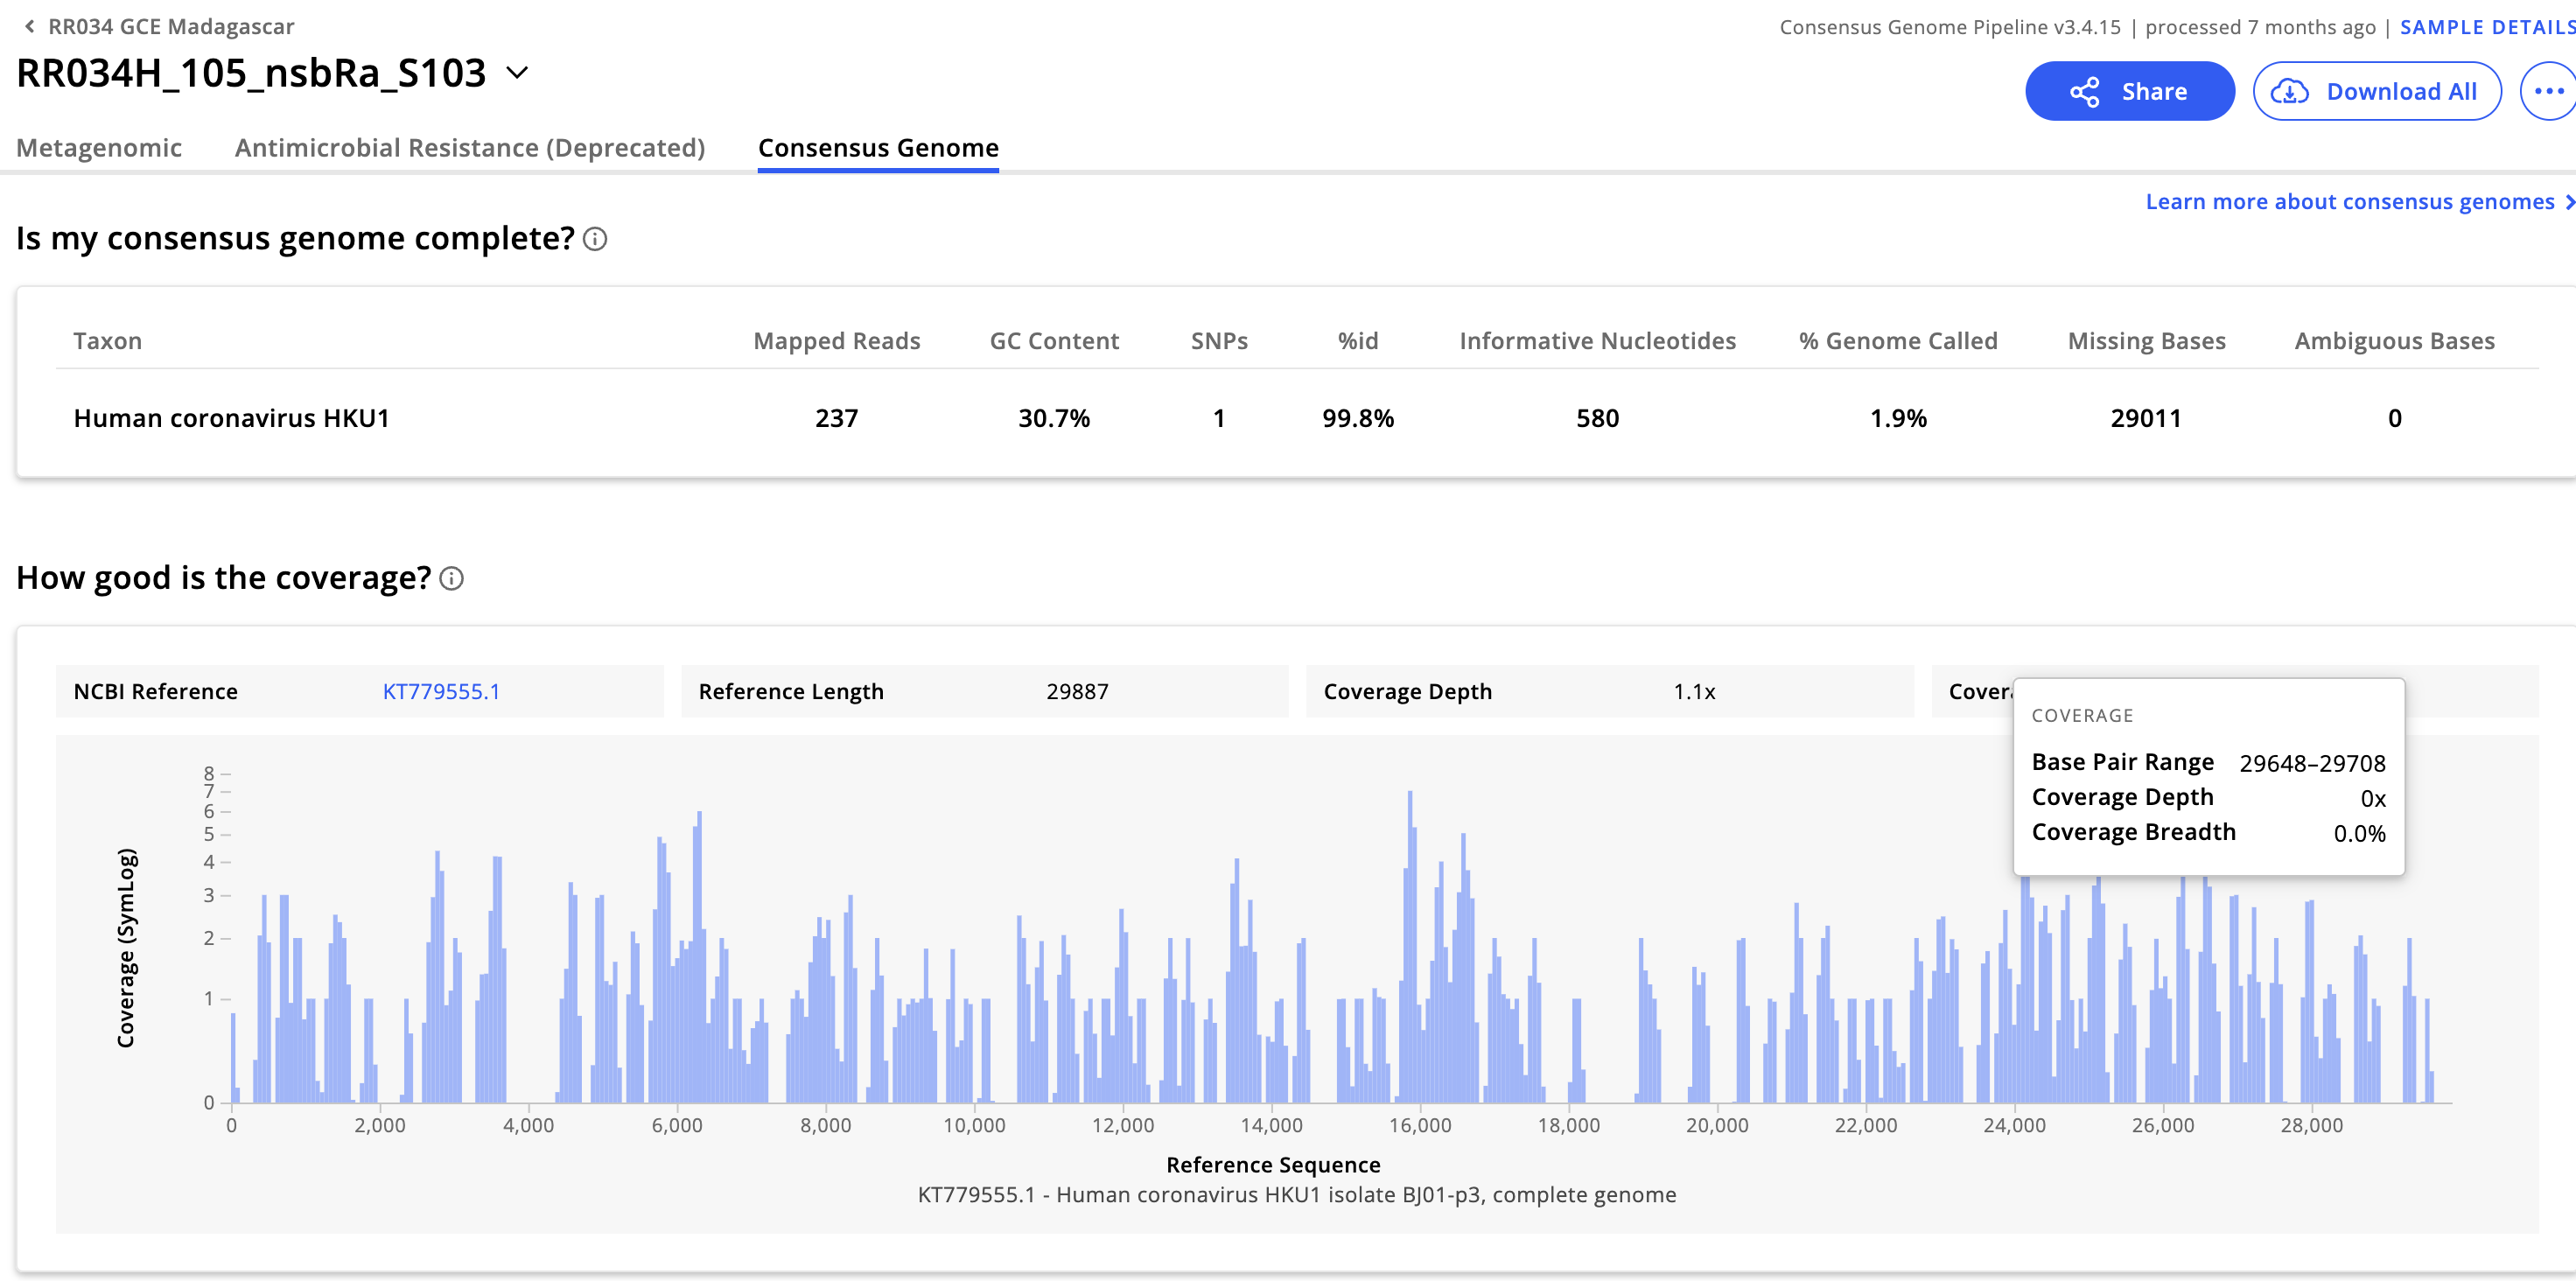 RR034 GCE Madagascar
Consensus Genome Pipeline v3.4.15 | processed 7 months ago | SAMPLE DETAILS
RR034H_105_nsbRa_S103
Share
Download All
Metagenomic Antimicrobial Resistance (Deprecated) Consensus Genome
Learn more about consensus genomes
Is my consensus genome complete?
Taxon Mapped Reads GC Content SNPs %id Informative Nucleotides % Genome Called Missing Bases Ambiguous Bases
Human coronavirus HKU1 237 30.7% 1 99.8% 580 1.9% 29011 0
How good is the coverage?
NCBI Reference KT779555.1 Reference Length 29887 Coverage Depth 1.1x
COVERAGE
Base Pair Range 29648–29708
Coverage Depth 0x
Coverage Breadth 0.0%
Coverage (SymLog)
8
7
6
5
4
3
2
1
0
0 2,000 4,000 6,000 8,000 10,000 12,000 14,000 16,000 18,000 20,000 22,000 24,000 26,000 28,000
Reference Sequence
KT779555.1 - Human coronavirus HKU1 isolate BJ01-p3, complete genome